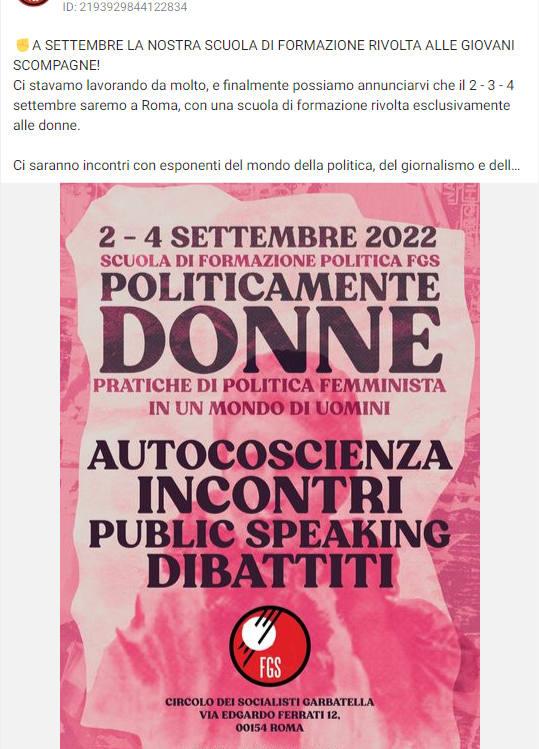 ID: 2193929844122834
✊A SETTEMBRE LA NOSTRA SCUOLA DI FORMAZIONE RIVOLTA ALLE GIOVANI
SCOMPAGNE!
Ci stavamo lavorando da molto, e finalmente possiamo annunciarvi che il 2 - 3 - 4
settembre saremo a Roma, con una scuola di formazione rivolta esclusivamente
alle donne.
Ci saranno incontri con esponenti del mondo della politica, del giornalismo e dell...
2 – 4 SETTEMBRE 2022
SCUOLA DI FORMAZIONE POLITICA FGS
POLITICAMENTE
DONNE
PRATICHE DI POLITICA FEMMINISTA
IN UN MONDO DI UOMINI
AUTOCOSCIENZA
INCONTRI
PUBLIC SPEAKING
DIBATTITI
FGS
CIRCOLO DEI SOCIALISTI GARBATELLA
VIA EDGARDO FERRATI 12,
00154 ROMA